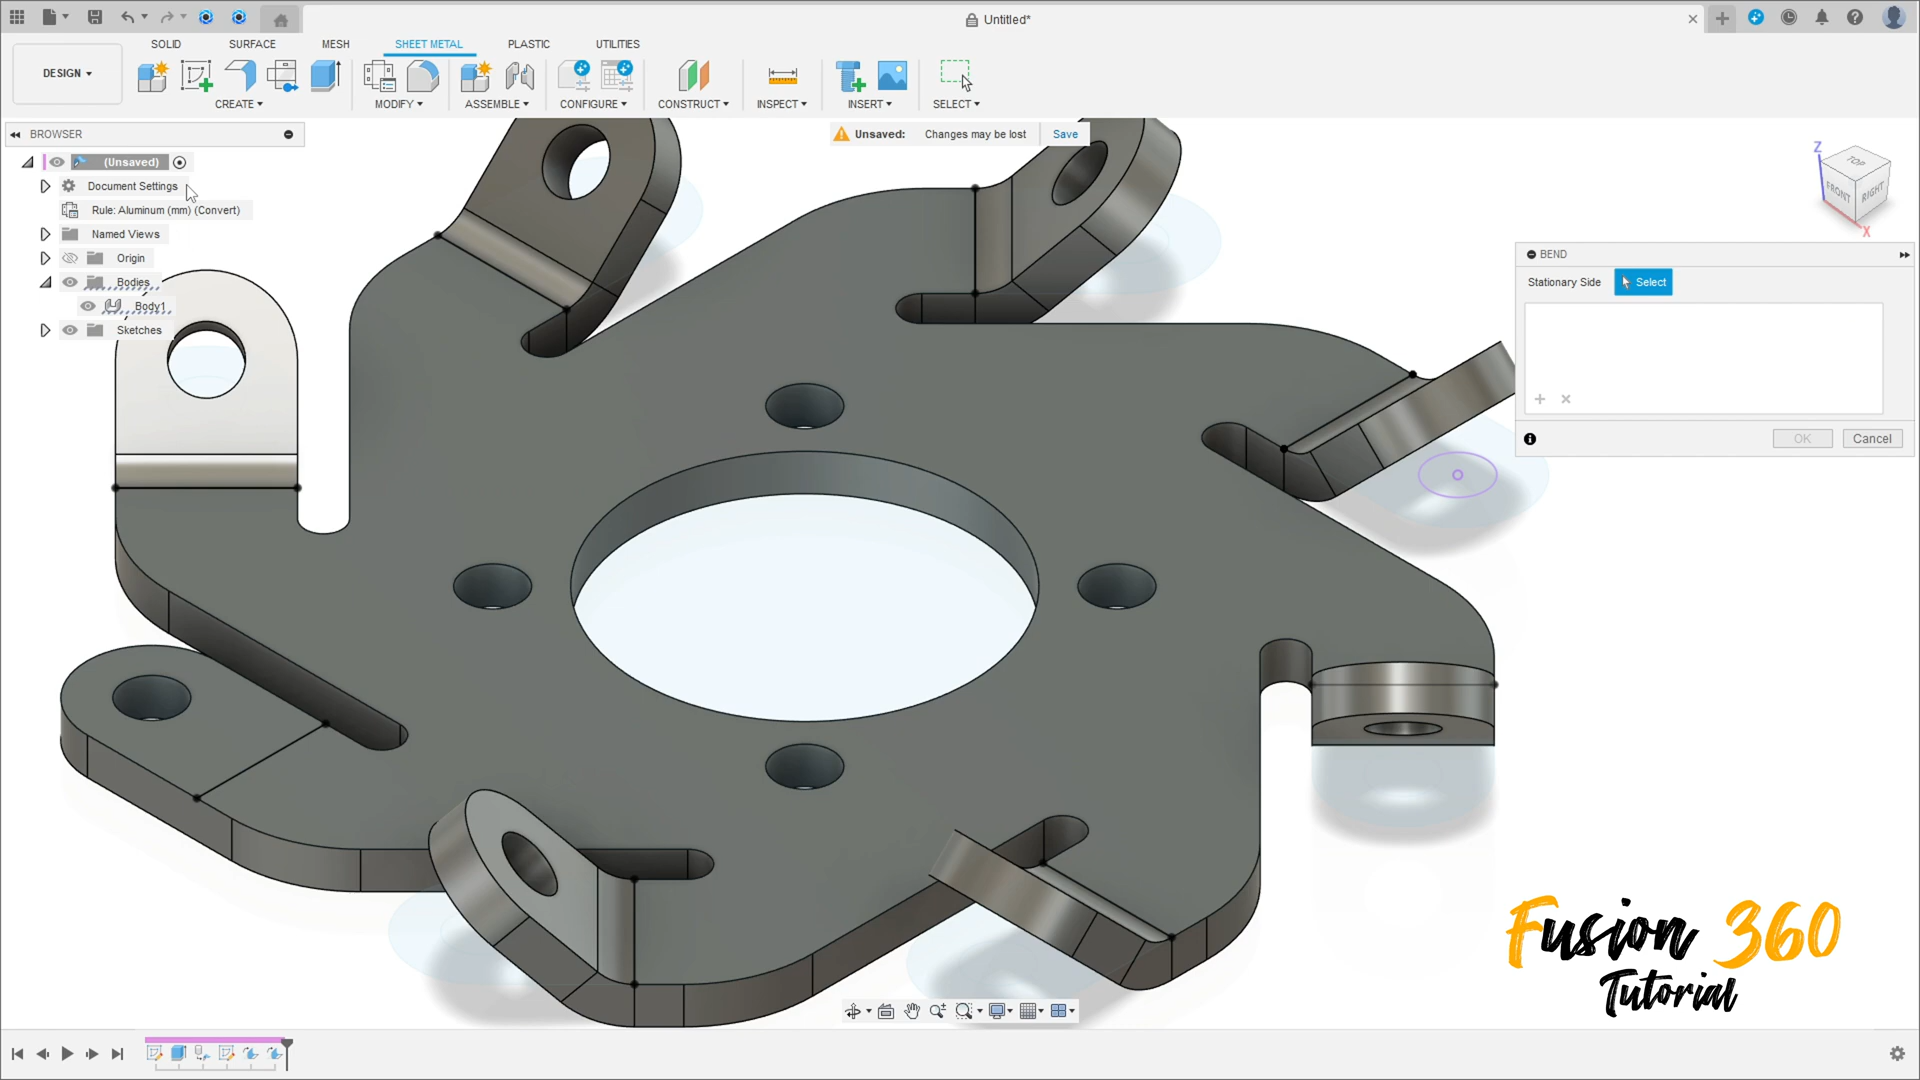 Untitled*
DESIGN
SOLID
SURFACE
MESH
SHEET METAL
PLASTIC
UTILITIES
CREATE
MODIFY
ASSEMBLE
CONFIGURE
CONSTRUCT
INSPECT
INSERT
SELECT
BROWSER
Unsaved: Changes may be lost Save
(Unsaved)
Document Settings
Rule: Aluminum (mm) (Convert)
Named Views
Origin
Bodies
Body1
Sketches
Z
TOP
FRONT
RIGHT
X
BEND
Stationary Side Select
OK Cancel
Fusion 360
Tutorial